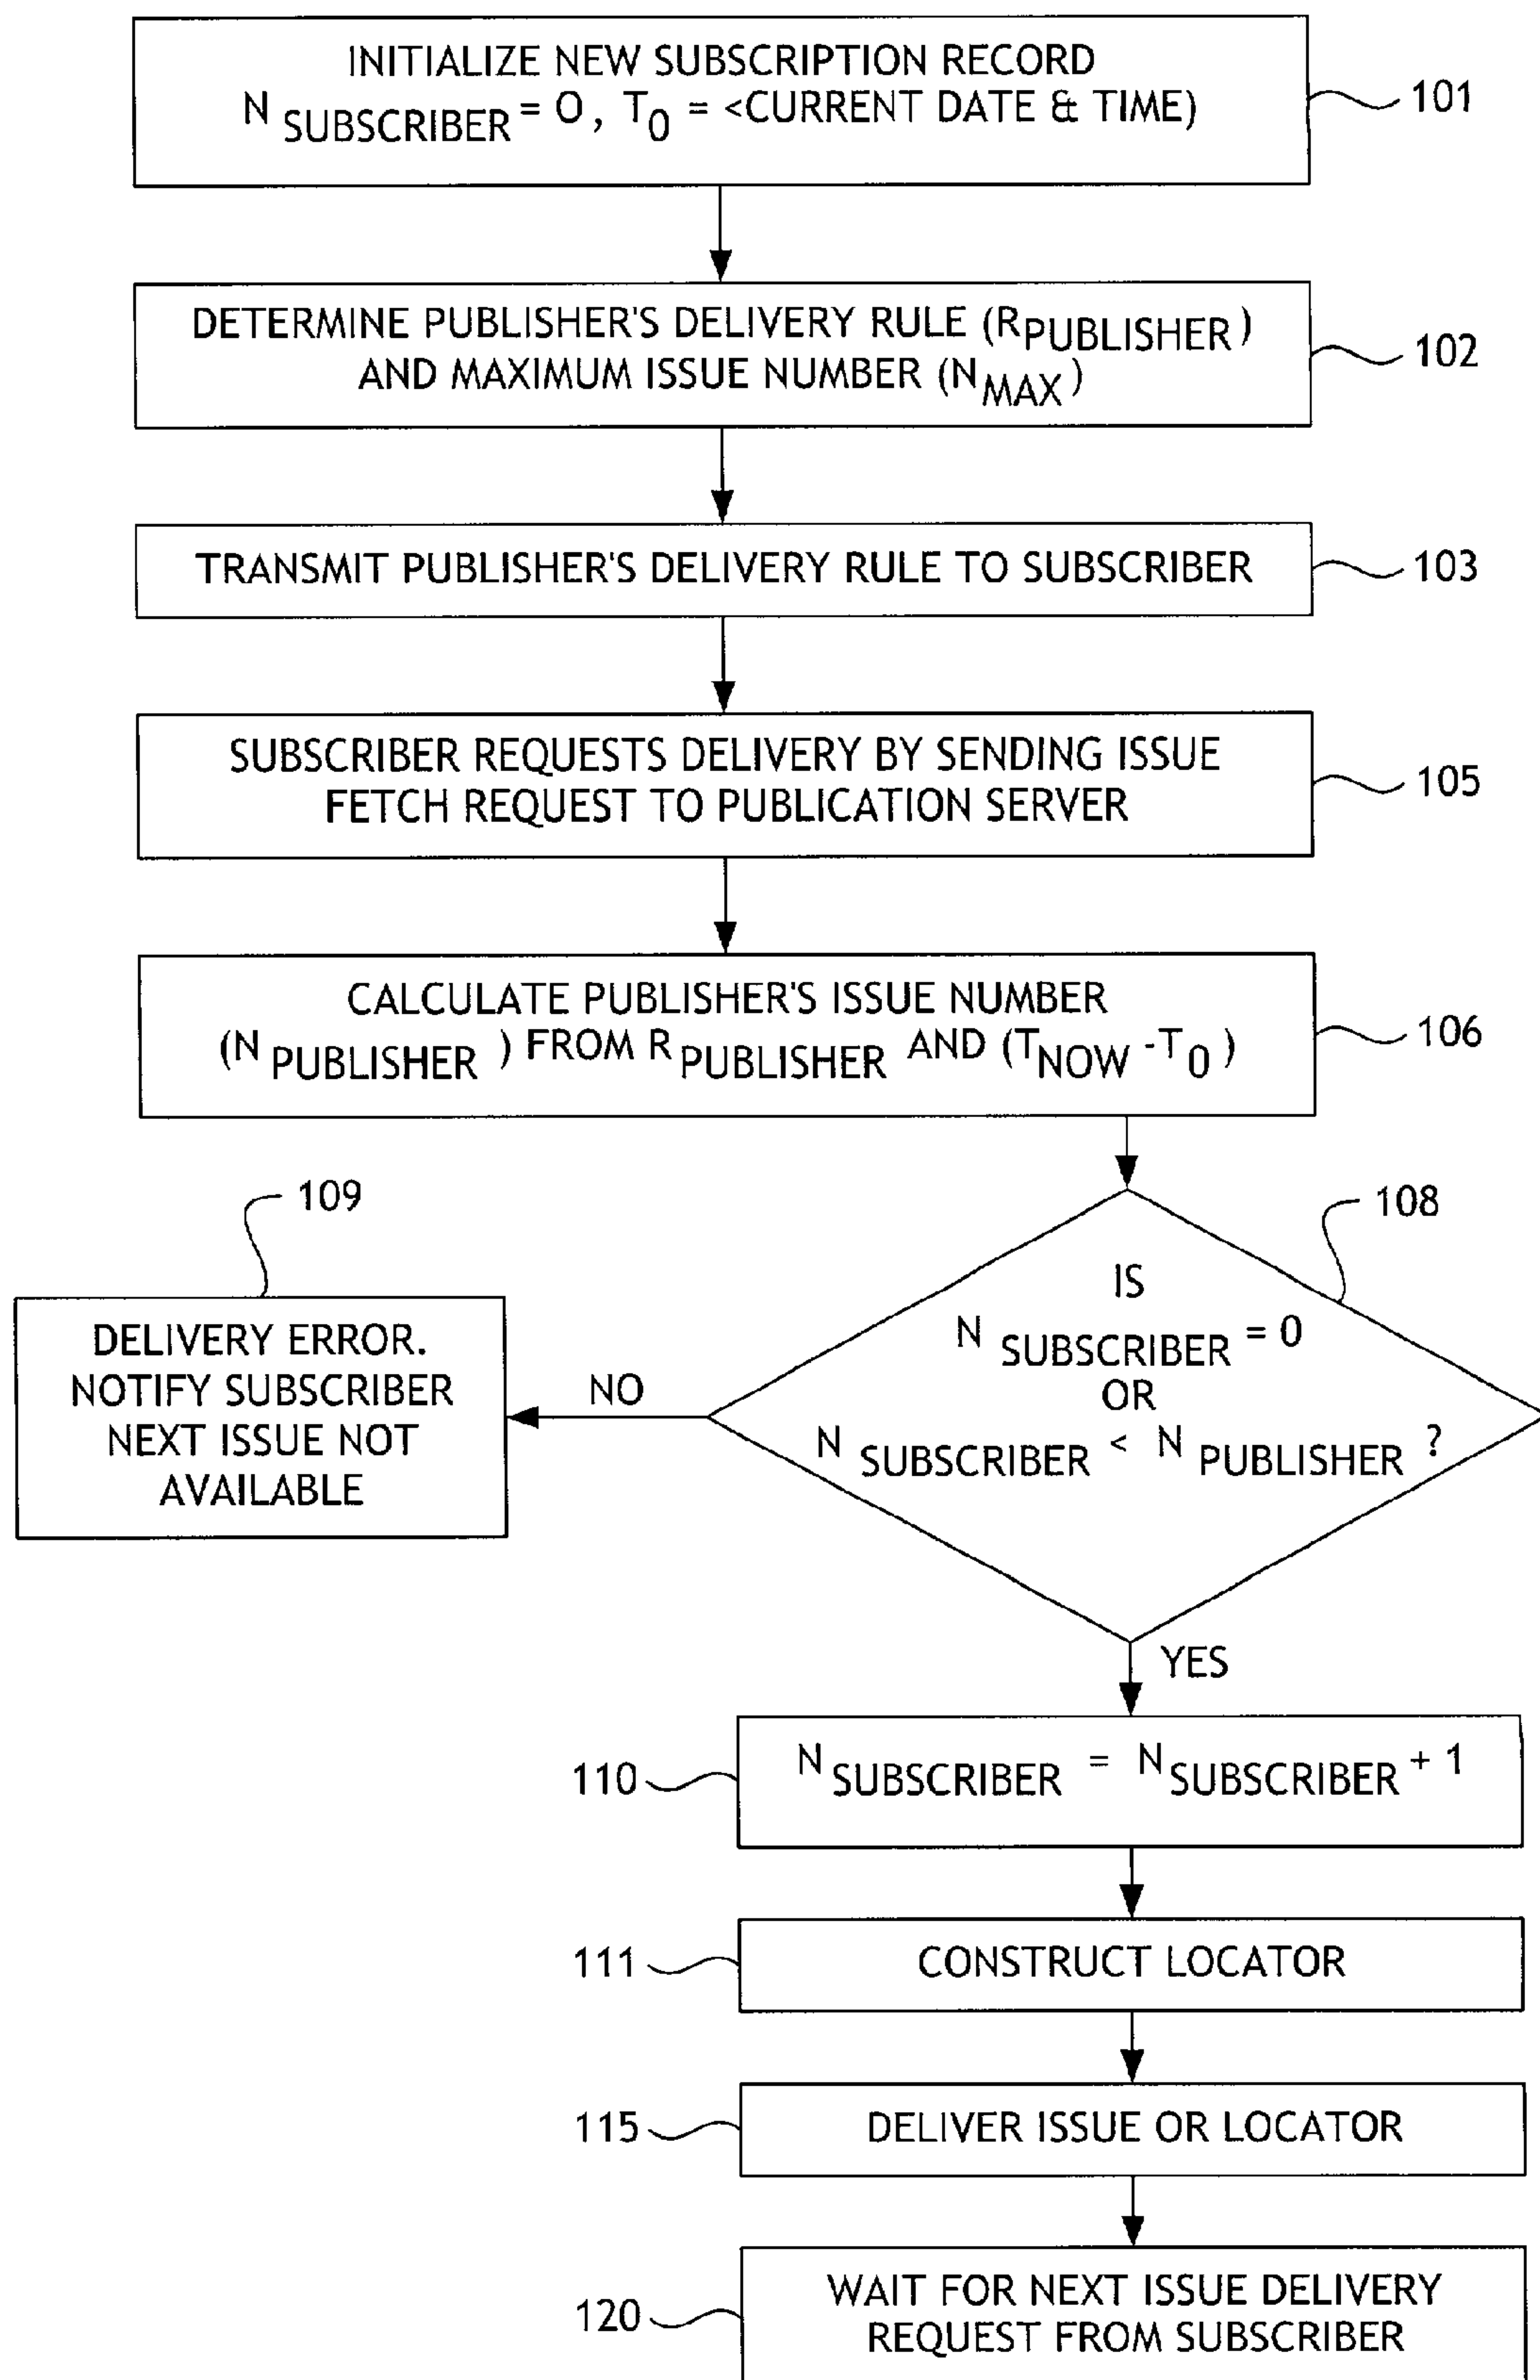 INITIALIZE NEW SUBSCRIPTION RECORD
N SUBSCRIBER = 0, T0 = <CURRENT DATE & TIME)
101
DETERMINE PUBLISHER'S DELIVERY RULE (RPUBLISHER)
AND MAXIMUM ISSUE NUMBER (NMAX)
102
TRANSMIT PUBLISHER'S DELIVERY RULE TO SUBSCRIBER
103
SUBSCRIBER REQUESTS DELIVERY BY SENDING ISSUE
FETCH REQUEST TO PUBLICATION SERVER
105
CALCULATE PUBLISHER'S ISSUE NUMBER
(N PUBLISHER ) FROM R PUBLISHER AND (TNOW -T0 )
106
109
108
DELIVERY ERROR.
NOTIFY SUBSCRIBER
NEXT ISSUE NOT
AVAILABLE
NO
IS
N SUBSCRIBER = 0
OR
N SUBSCRIBER < N PUBLISHER ?
YES
110
N SUBSCRIBER = N SUBSCRIBER + 1
111
CONSTRUCT LOCATOR
115
DELIVER ISSUE OR LOCATOR
120
WAIT FOR NEXT ISSUE DELIVERY
REQUEST FROM SUBSCRIBER